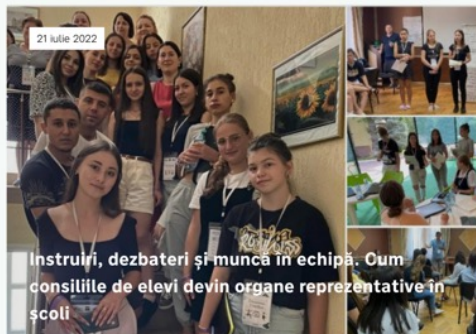 21 iulie 2022
Instruiri, dezbateri și muncă în echipă. Cum
consiliile de elevi devin organe reprezentative în
școli